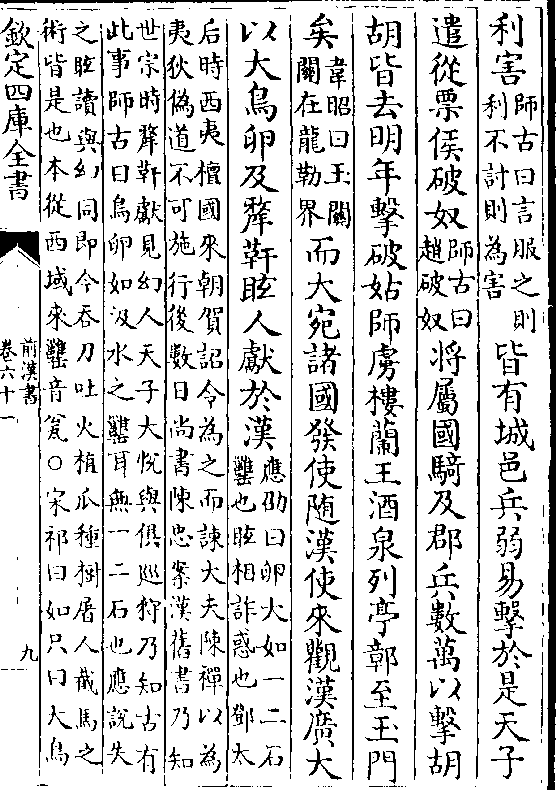 利害師古曰言服之則
利不討則為害
皆有城邑兵弱易擊於是天子
遣從票侯破奴師古曰
趙破奴
將屬國騎及郡兵數萬以擊胡
胡皆去明年擊破姑師虜樓蘭王酒泉列亭鄣至玉門
矣韋昭曰玉關
關在龍勒界
而大宛諸國發使隨漢使來觀漢廣大
以大鳥卵及犛靬眩人獻於漢應劭曰卵大如一二石
罋也眩相詐惑也鄧太
后時西夷檀國來朝賀詔令為之而諫大夫陳禪以為
夷狄偽道不可施行後數日尚書陳忠案漢舊書乃知
世宗時犛靬獻見幻人天子大悅與俱巡狩乃知古有
此事師古曰鳥卵如汲水之罋耳無一二石也應說失
之眩讀與幻同即今吞刀吐火植瓜種樹屠人截馬之
術皆是也本從西域來罋音瓮○宋祁曰如只曰大鳥
欽定四庫全書
前漢書
卷六十一
九